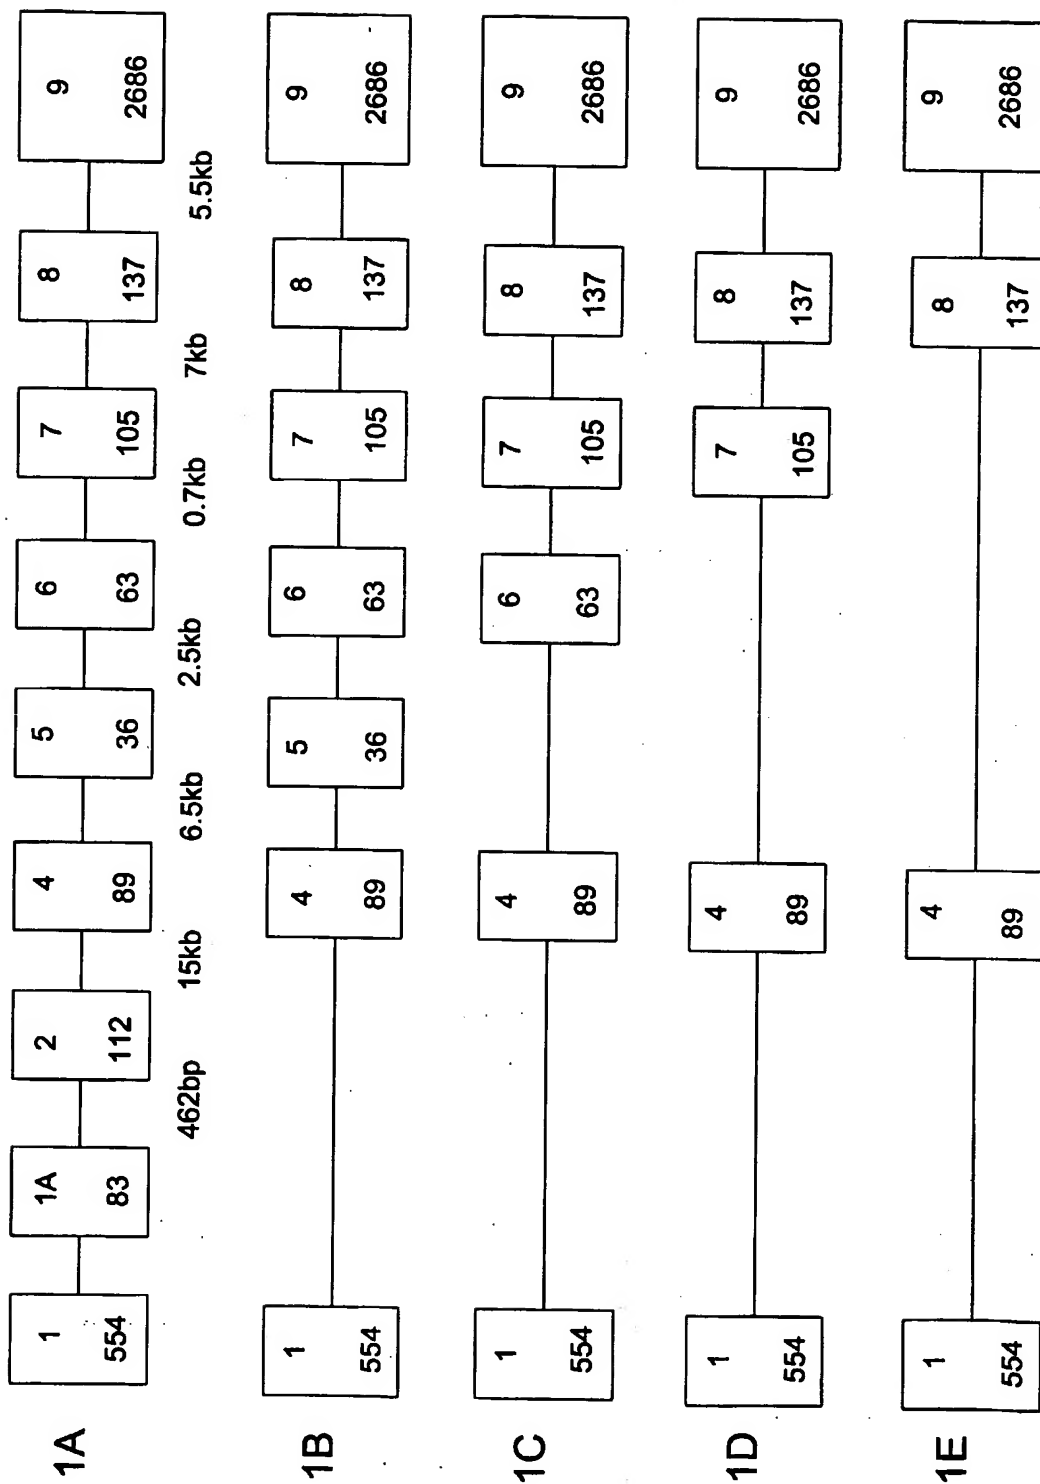 1A
1 1A 2 4 5 6 7 8 9
554 83 112 89 36 63 105 137 2686
462bp 15kb 6.5kb 2.5kb 0.7kb 7kb 5.5kb
1B
1 4 5 6 7 8 9
554 89 36 63 105 137 2686
1C
1 4 6 7 8 9
554 89 63 105 137 2686
1D
1 4 7 8 9
554 89 105 137 2686
1E
1 4 8 9
554 89 137 2686